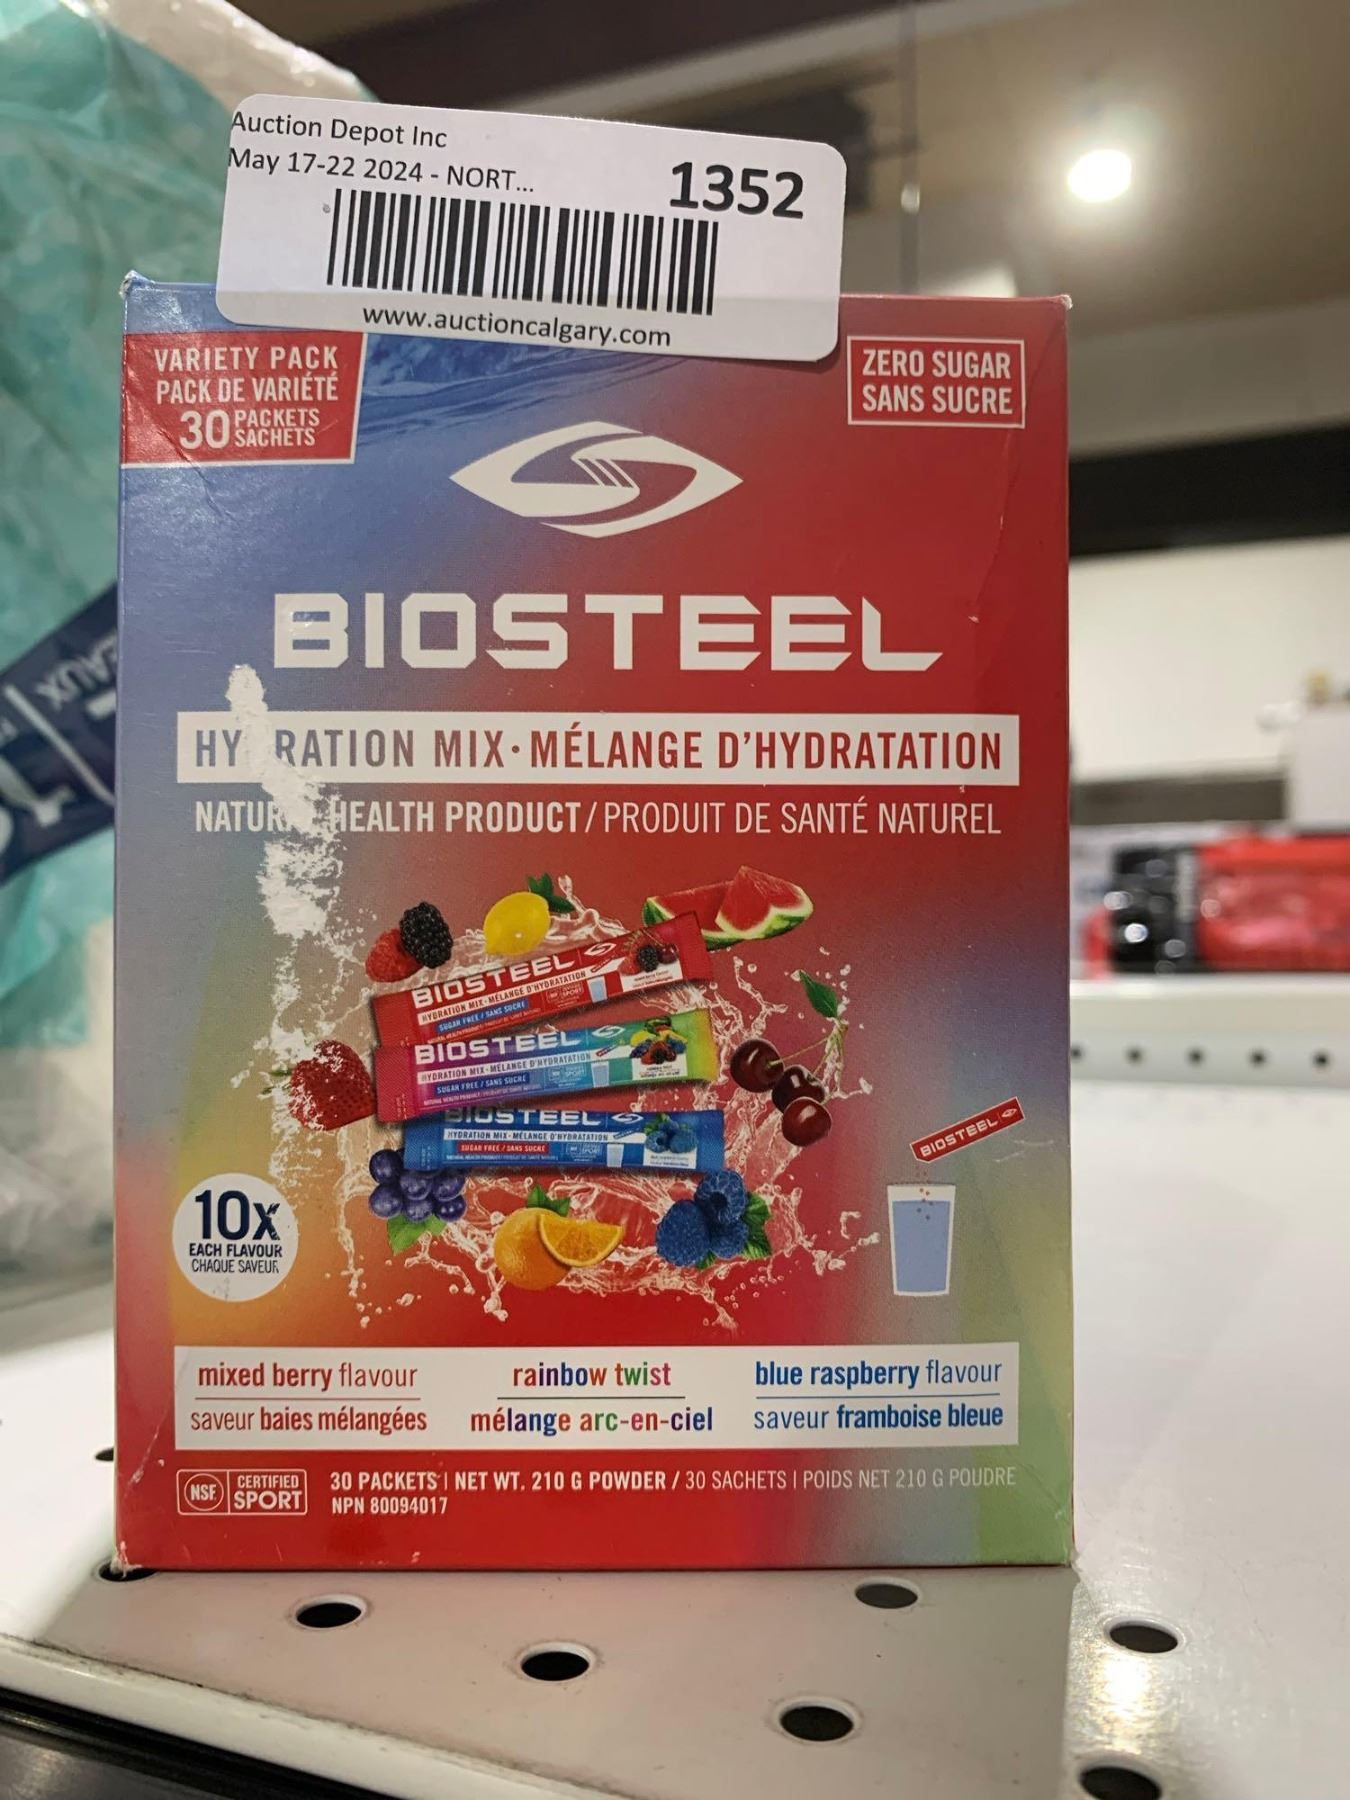 Auction Depot Inc
May 17-22 2024 - NORT...
1352
www.auctioncalgary.com
VARIETY PACK
PACK DE VARIÉTÉ
30 PACKETS
SACHETS
ZERO SUGAR
SANS SUCRE
BIOSTEEL
HY RATION MIX · MÉLANGE D'HYDRATATION
NATUR HEALTH PRODUCT / PRODUIT DE SANTÉ NATUREL
BIOSTEEL
HYDRATION MIX · MÉLANGE D'HYDRATATION
SUGAR FREE / SANS SUCRE
BIOSTEEL
HYDRATION MIX · MÉLANGE D'HYDRATATION
SUGAR FREE / SANS SUCRE
BIOSTEEL
HYDRATION MIX · MÉLANGE D'HYDRATATION
SUGAR FREE / SANS SUCRE
BIOSTEEL
10X
EACH FLAVOUR
CHAQUE SAVEUR
mixed berry flavour
saveur baies mélangées
rainbow twist
mélange arc-en-ciel
blue raspberry flavour
saveur framboise bleue
NSF
CERTIFIED
SPORT
30 PACKETS | NET WT. 210 G POWDER / 30 SACHETS | POIDS NET 210 G POUDRE
NPN 80094017